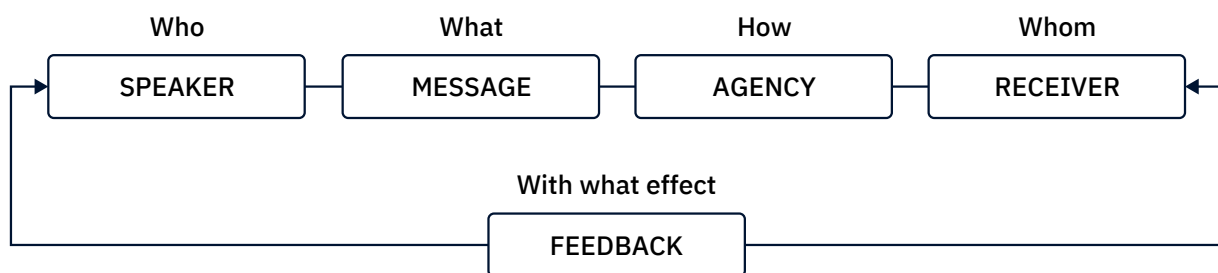 Who
What
How
Whom
SPEAKER
MESSAGE
AGENCY
RECEIVER
With what effect
FEEDBACK